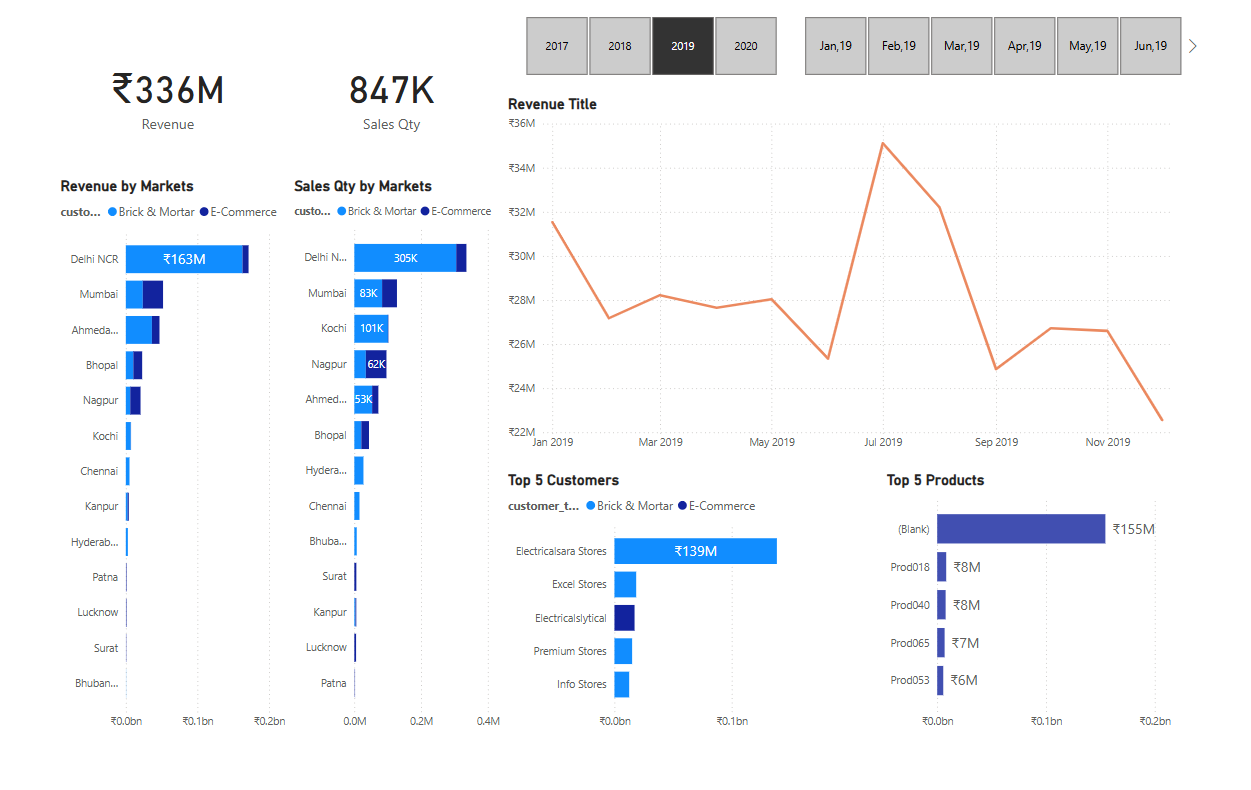 2017 2018 2019 2020 Jan,19 Feb,19 Mar,19 Apr,19 May,19 Jun,19
₹336M
Revenue
847K
Sales Qty
Revenue by Markets
custo... Brick & Mortar E-Commerce
Delhi NCR ₹163M
Mumbai
Ahmeda...
Bhopal
Nagpur
Kochi
Chennai
Kanpur
Hyderab...
Patna
Lucknow
Surat
Bhuban...
₹0.0bn ₹0.1bn ₹0.2bn
Sales Qty by Markets
custo... Brick & Mortar E-Commerce
Delhi N... 305K
Mumbai 83K
Kochi 101K
Nagpur 62K
Ahmed... 53K
Bhopal
Hydera...
Chennai
Bhuba...
Surat
Kanpur
Lucknow
Patna
0.0M 0.2M 0.4M
Revenue Title
₹36M
₹34M
₹32M
₹30M
₹28M
₹26M
₹24M
₹22M
Jan 2019 Mar 2019 May 2019 Jul 2019 Sep 2019 Nov 2019
Top 5 Customers
customer_t... Brick & Mortar E-Commerce
Electricalsara Stores ₹139M
Excel Stores
Electricalslytical
Premium Stores
Info Stores
₹0.0bn ₹0.1bn
Top 5 Products
(Blank) ₹155M
Prod018 ₹8M
Prod040 ₹8M
Prod065 ₹7M
Prod053 ₹6M
₹0.0bn ₹0.1bn ₹0.2bn